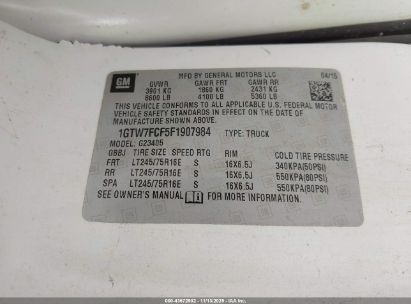 GM
MFD BY GENERAL MOTORS LLC 04/15
GVWR GAWR FRT GAWR RR
3901 KG 1860 KG 2431 KG
8600 LB 4100 LB 5360 LB
THIS VEHICLE CONFORMS TO ALL APPLICABLE U.S. FEDERAL MOTOR
VEHICLE SAFETY STANDARDS IN EFFECT ON THE DATE OF
MANUFACTURE SHOWN ABOVE.
1GTW7FCF5F1907984 TYPE: TRUCK
MODEL: G23405
GBBJ TIRE SIZE SPEED RTG RIM COLD TIRE PRESSURE
FRT LT245/75R16E S 16X6.5J 340KPA(50PSI)
RR LT245/75R16E S 16X6.5J 550KPA(80PSI)
SPA LT245/75R16E S 16X6.5J 550KPA(80PSI)
SEE OWNER'S MANUAL FOR MORE INFORMATION.